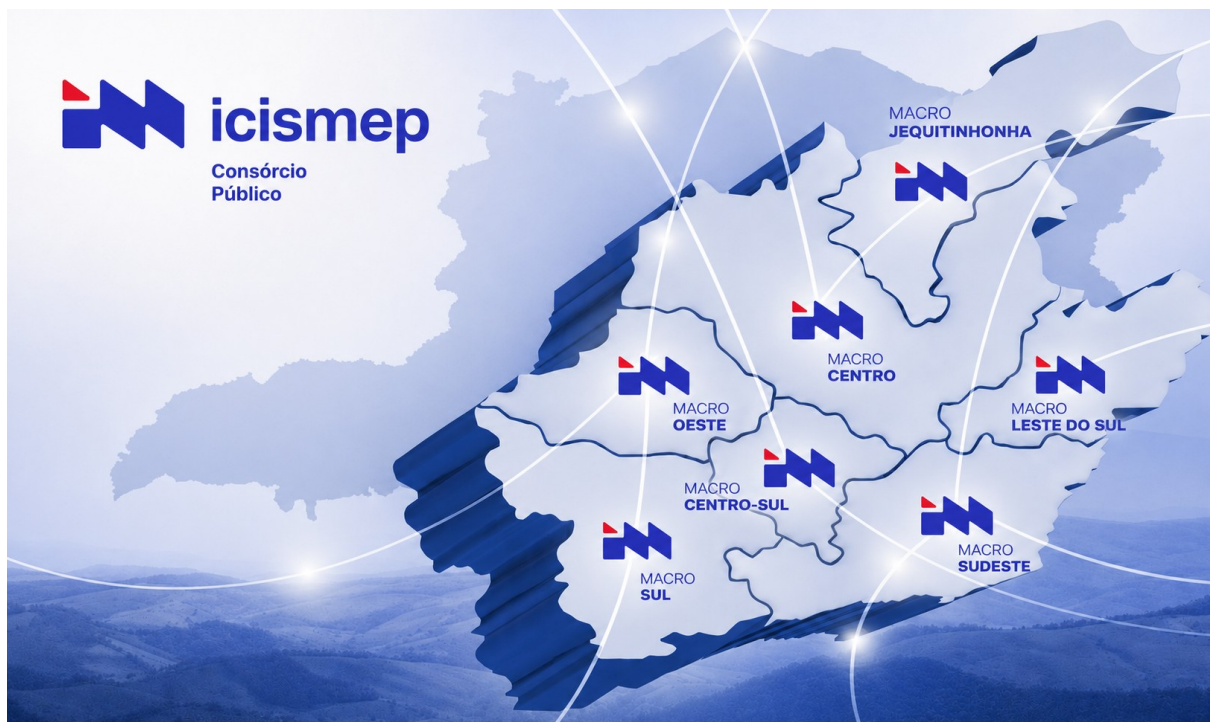 icismep
Consórcio
Público
MACRO
JEQUITINHONHA
MACRO
CENTRO
MACRO
OESTE
MACRO
LESTE DO SUL
MACRO
CENTRO-SUL
MACRO
SUDESTE
MACRO
SUL